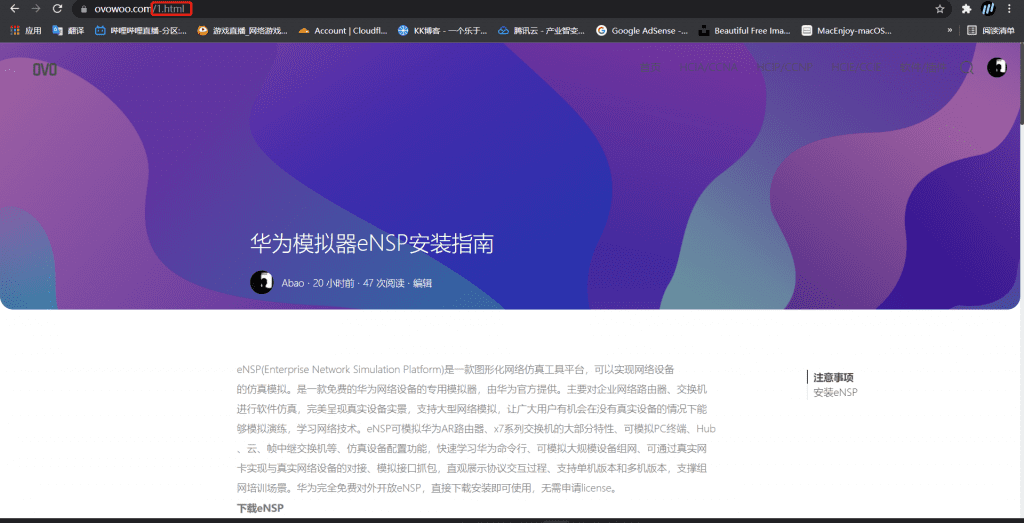 ovowoo.com/1.html
应用 翻译 哔哩哔哩直播-分区:... 游戏直播_网络游戏... Account | Cloudfl... KK博客 - 一个乐于... 腾讯云 - 产业智变... Google AdSense -... Beautiful Free Ima... MacEnjoy-macOS... » 阅读清单
OVO
华为模拟器eNSP安装指南
Abao · 20 小时前 · 47 次阅读 · 编辑
eNSP(Enterprise Network Simulation Platform)是一款图形化网络仿真工具平台，可以实现网络设备
的仿真模拟。是一款免费的华为网络设备的专用模拟器，由华为官方提供。主要对企业网络路由器、交换机
进行软件仿真，完美呈现真实设备实景，支持大型网络模拟，让广大用户有机会在没有真实设备的情况下能
够模拟演练，学习网络技术。eNSP可模拟华为AR路由器、x7系列交换机的大部分特性、可模拟PC终端、Hub
、云、帧中继交换机等、仿真设备配置功能，快速学习华为命令行、可模拟大规模设备组网、可通过真实网
卡实现与真实网络设备的对接、模拟接口抓包，直观展示协议交互过程、支持单机版本和多机版本，支撑组
网培训场景。华为完全免费对外开放eNSP，直接下载安装即可使用，无需申请license。
下载eNSP
注意事项
安装eNSP